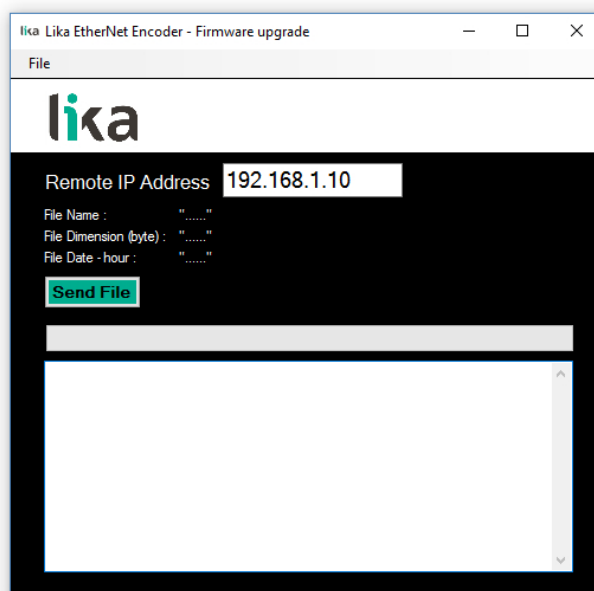 lika Lika EtherNet Encoder - Firmware upgrade
File
lika
Remote IP Address 192.168.1.10
File Name : "......"
File Dimension (byte) : "......"
File Date - hour : "......"
Send File